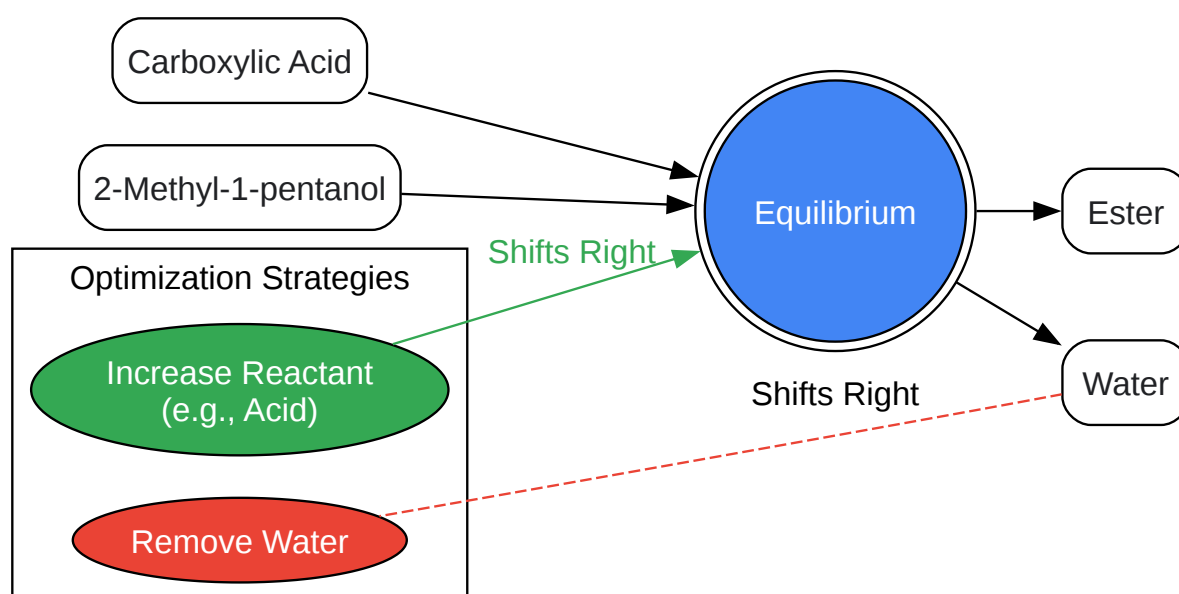 Carboxylic Acid
2-Methyl-1-pentanol
Equilibrium
Ester
Shifts Right
Optimization Strategies
Increase Reactant
(e.g., Acid)
Shifts Right
Water
Remove Water